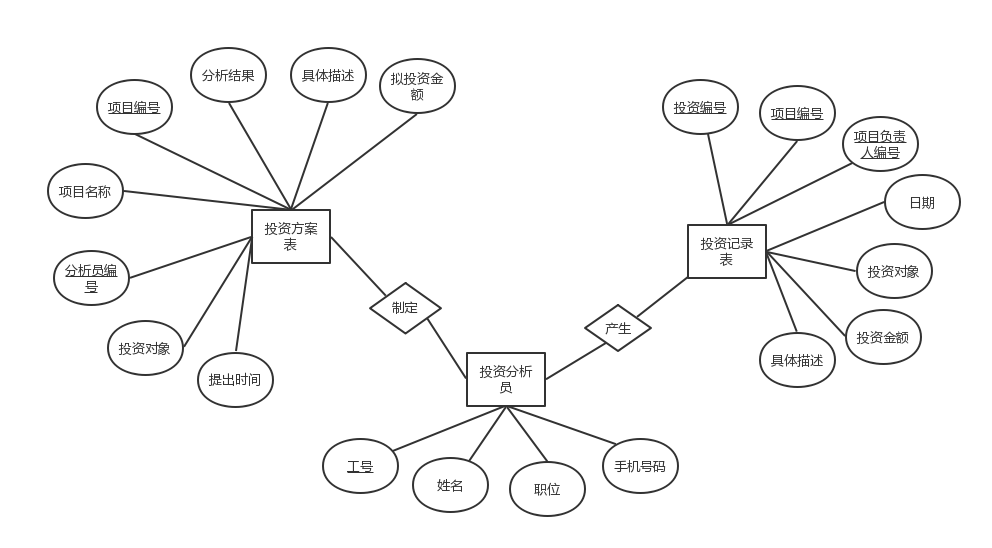 分析结果
具体描述
拟投资金
额
项目编号
项目名称
分析员编
号
投资对象
提出时间
投资方案
表
制定
投资编号
项目编号
项目负责
人编号
日期
投资对象
投资金额
具体描述
投资记录
表
产生
投资分析
员
工号
姓名
职位
手机号码